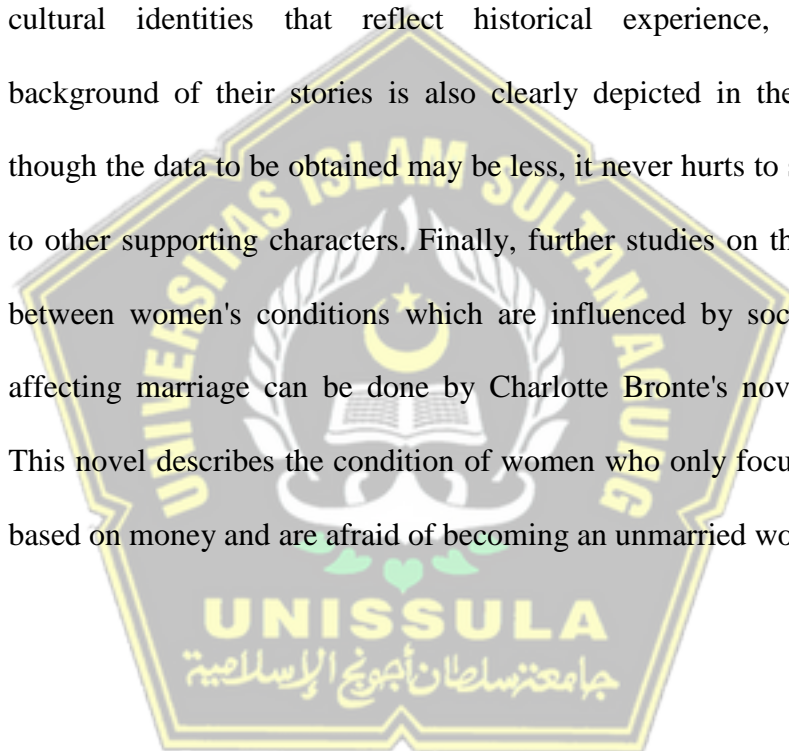 cultural identities that reflect historical experience,
background of their stories is also clearly depicted in the
though the data to be obtained may be less, it never hurts to
to other supporting characters. Finally, further studies on th
between women's conditions which are influenced by soc
affecting marriage can be done by Charlotte Bronte's nov
This novel describes the condition of women who only focu
based on money and are afraid of becoming an unmarried wo
UNIVERSITAS ISLAM SULTAN AGUNG
UNISSULA
جامعة سلطان أجونج الإسلامية